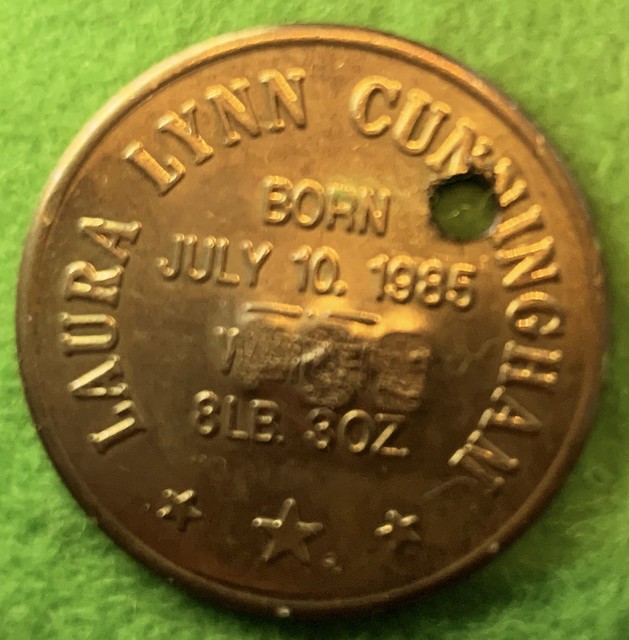 LAURA LYNN CUNNINGHAM
BORN
JULY 10. 1985
8LB. 3OZ